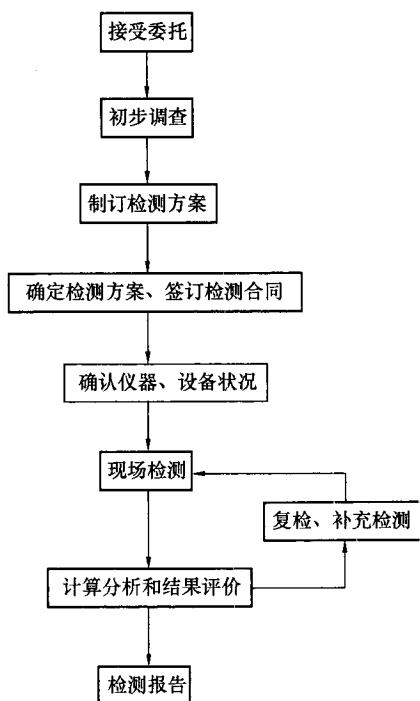 接受委托
初步调查
制订检测方案
确定检测方案、签订检测合同
确认仪器、设备状况
现场检测
复检、补充检测
计算分析和结果评价
检测报告